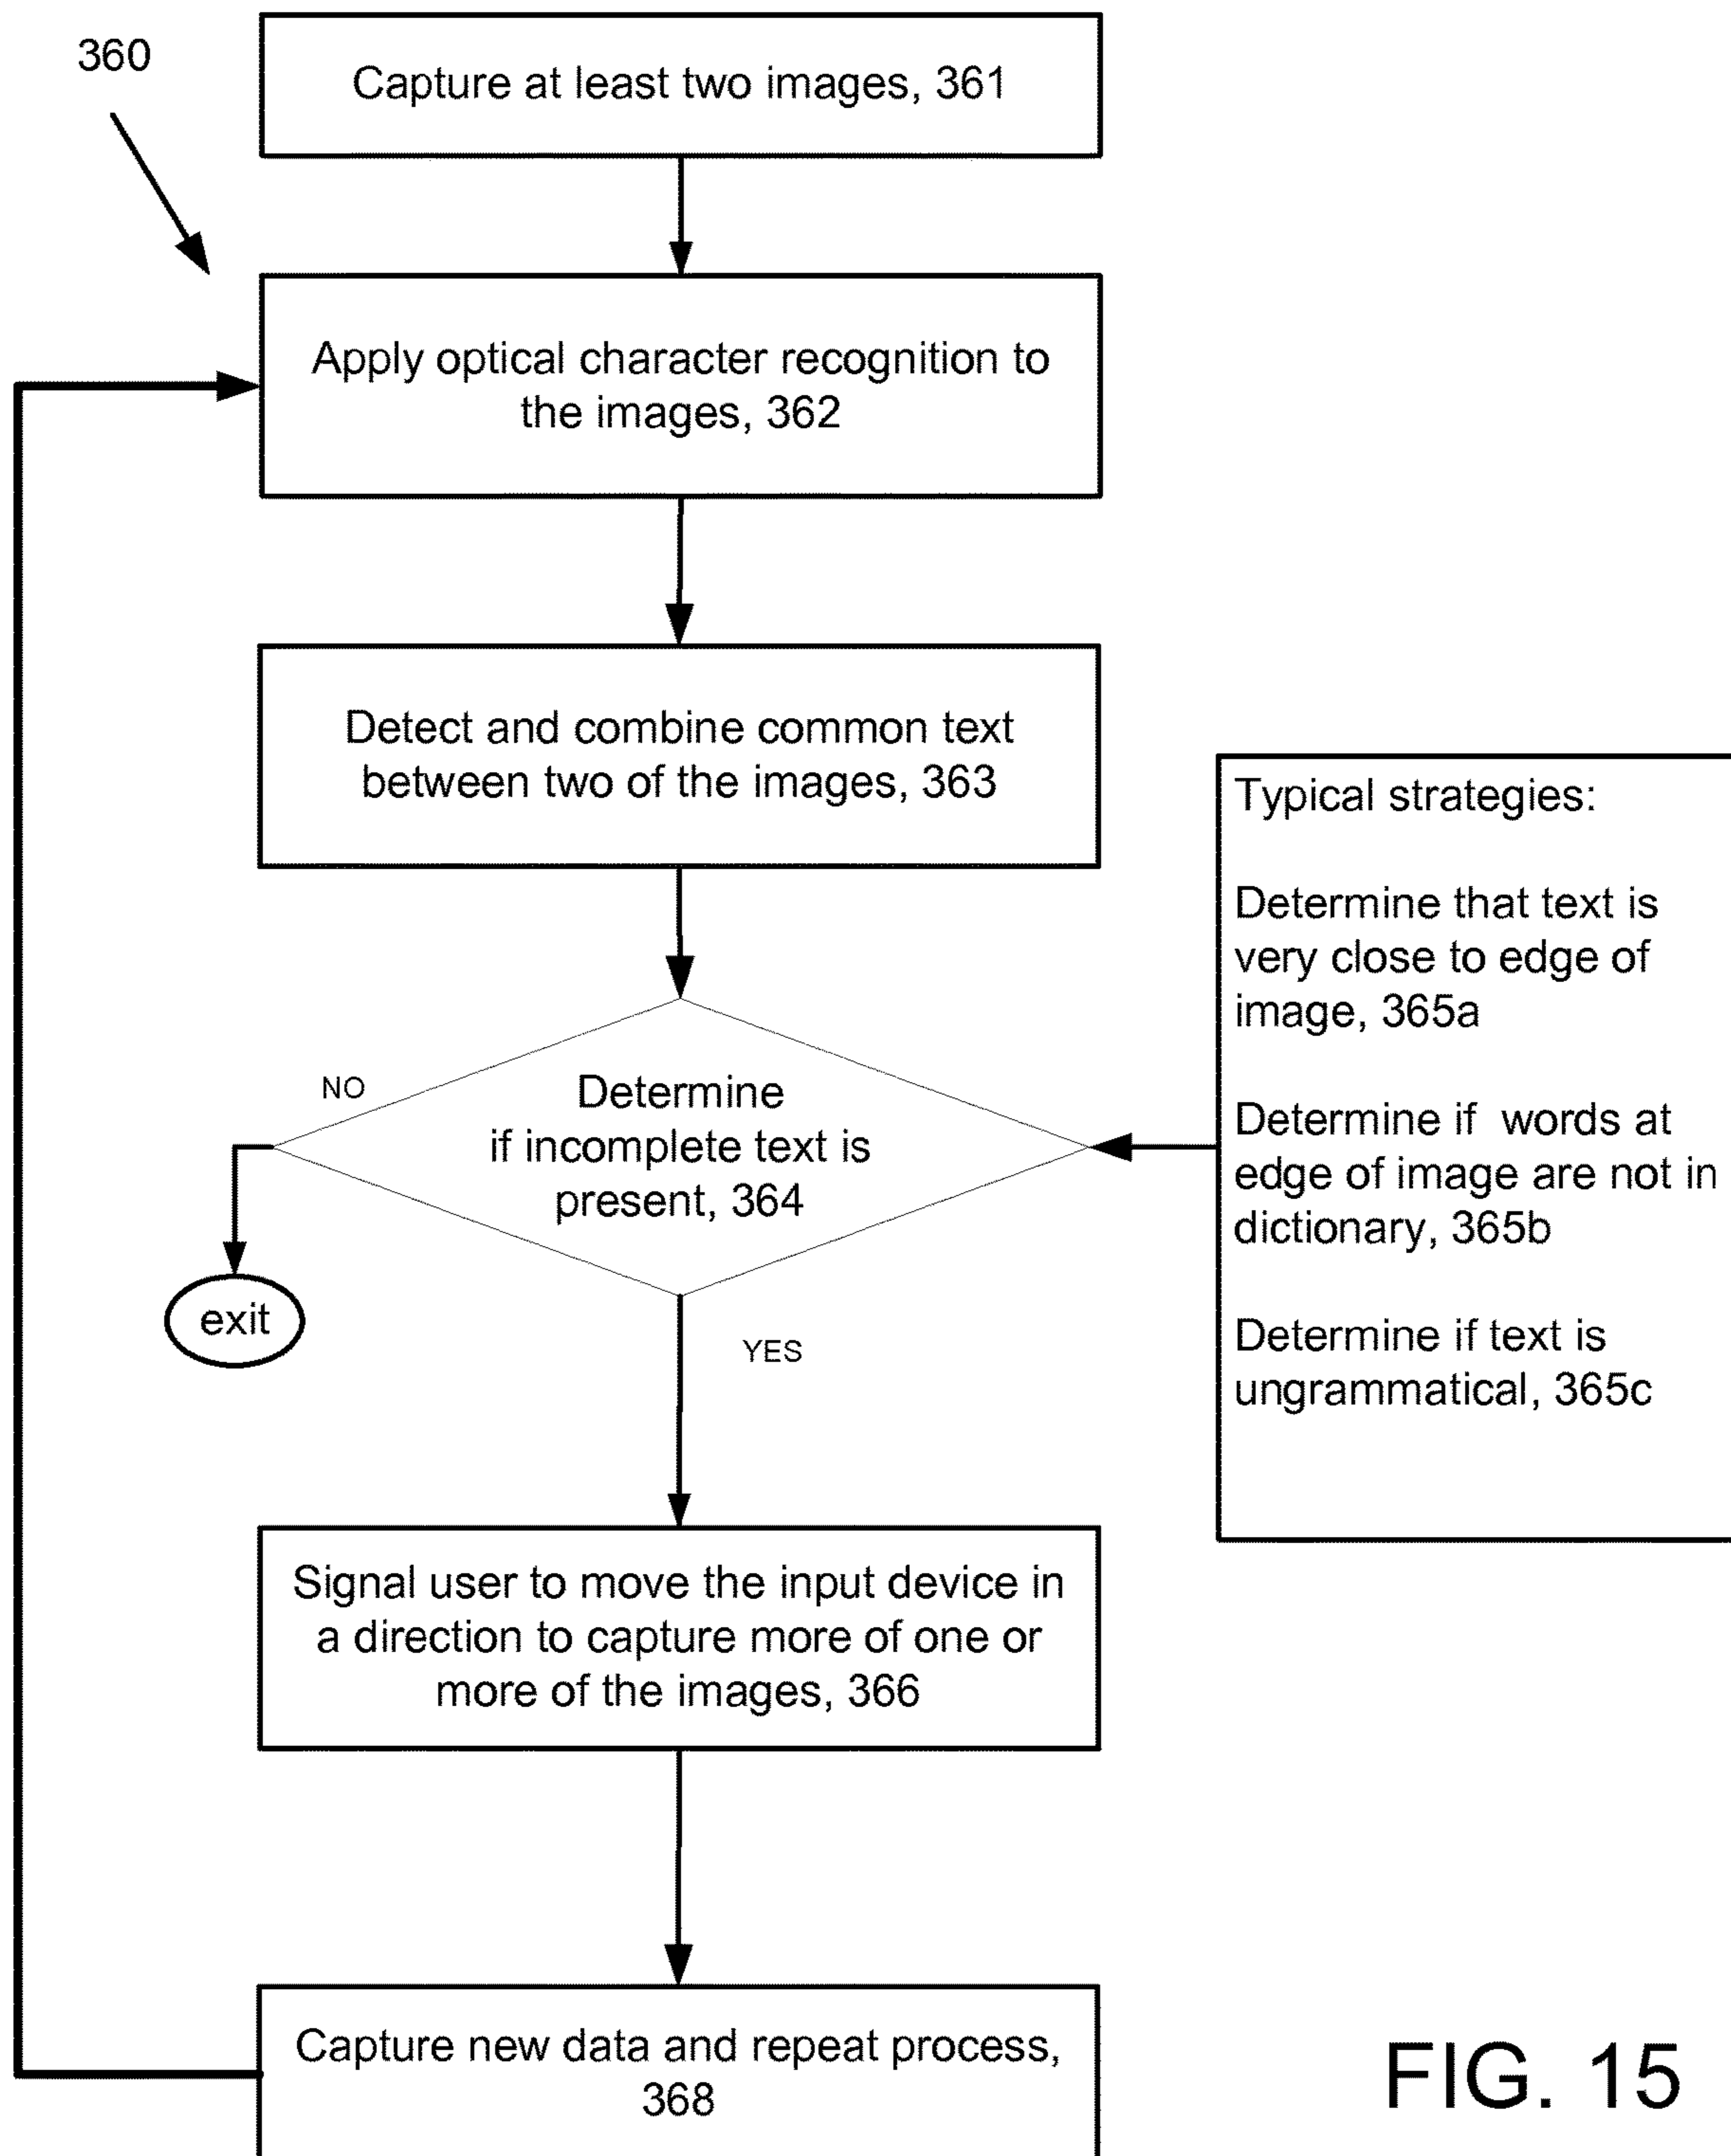 360
Capture at least two images, 361
Apply optical character recognition to
the images, 362
Detect and combine common text
between two of the images, 363
Typical strategies:
Determine that text is
very close to edge of
image, 365a
Determine if words at
edge of image are not in
dictionary, 365b
Determine if text is
ungrammatical, 365c
NO
Determine
if incomplete text is
present, 364
exit
YES
Signal user to move the input device in
a direction to capture more of one or
more of the images, 366
Capture new data and repeat process,
368
FIG. 15